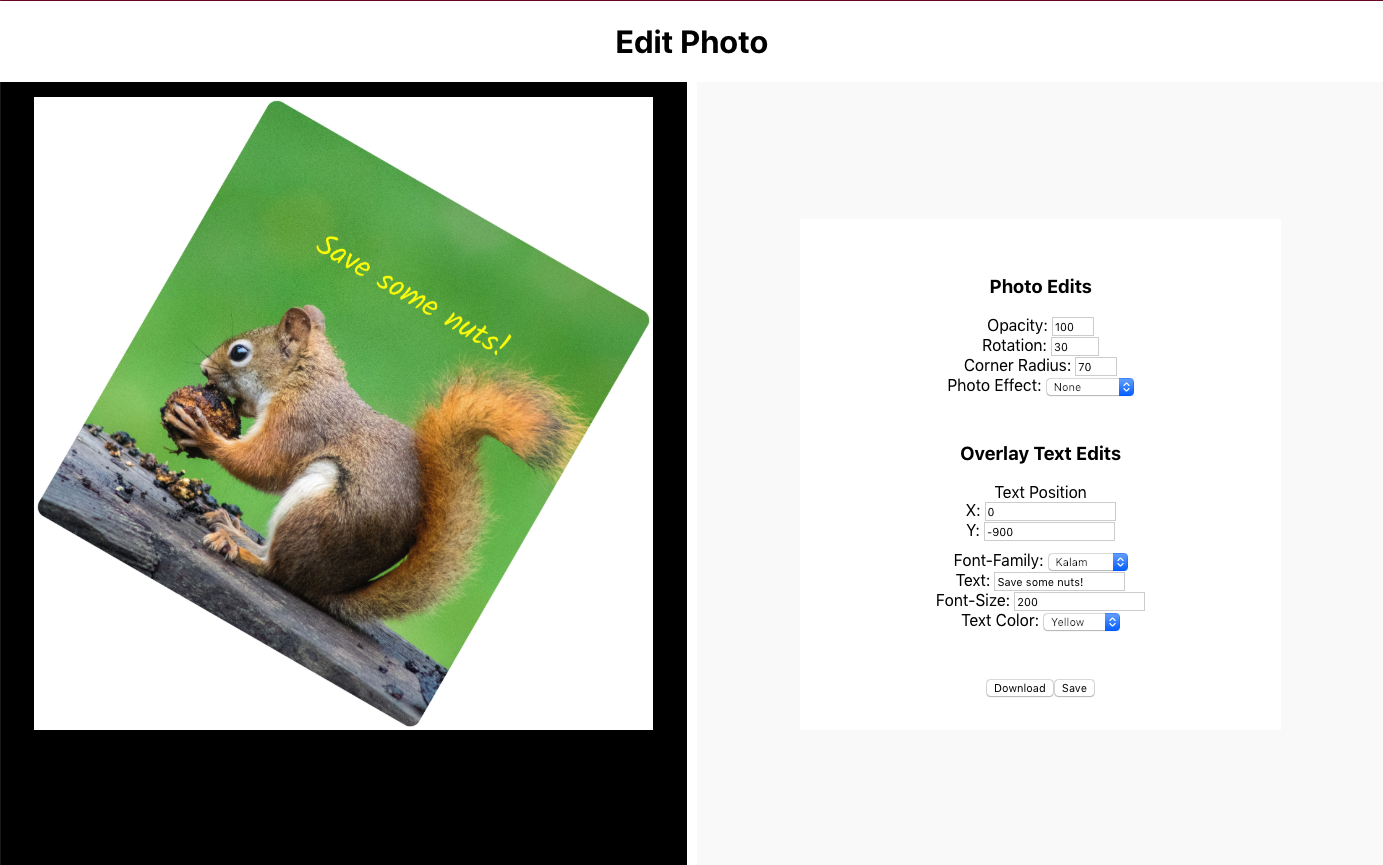 Edit Photo
Save some nuts!
Photo Edits
Opacity: 100
Rotation: 30
Corner Radius: 70
Photo Effect: None
Overlay Text Edits
Text Position
X: 0
Y: -900
Font-Family: Kalam
Text: Save some nuts!
Font-Size: 200
Text Color: Yellow
Download Save